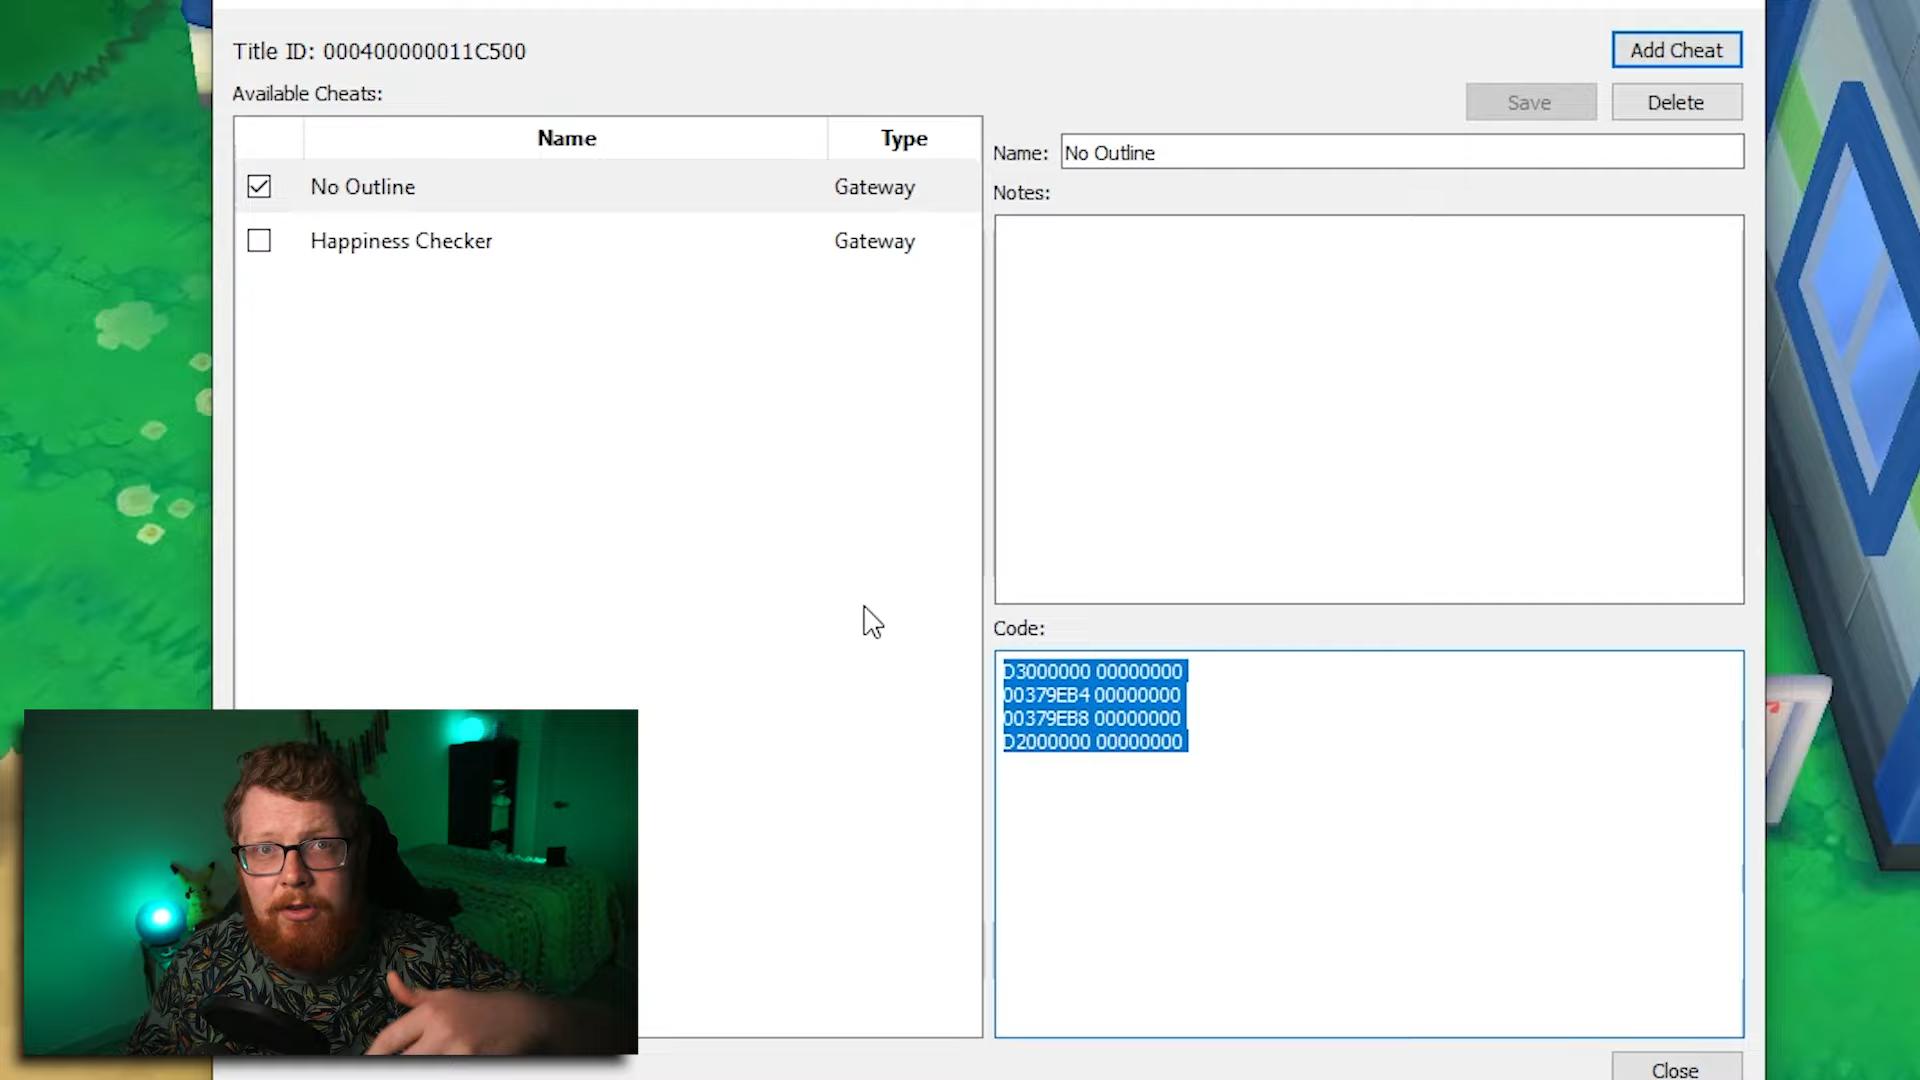 Title ID: 000400000011C500
Add Cheat
Available Cheats:
Save
Delete
Name
Type
Name: No Outline
No Outline
Gateway
Notes:
Happiness Checker
Gateway
Code:
D3000000 00000000
00379EB4 00000000
00379EB8 00000000
D2000000 00000000
Close